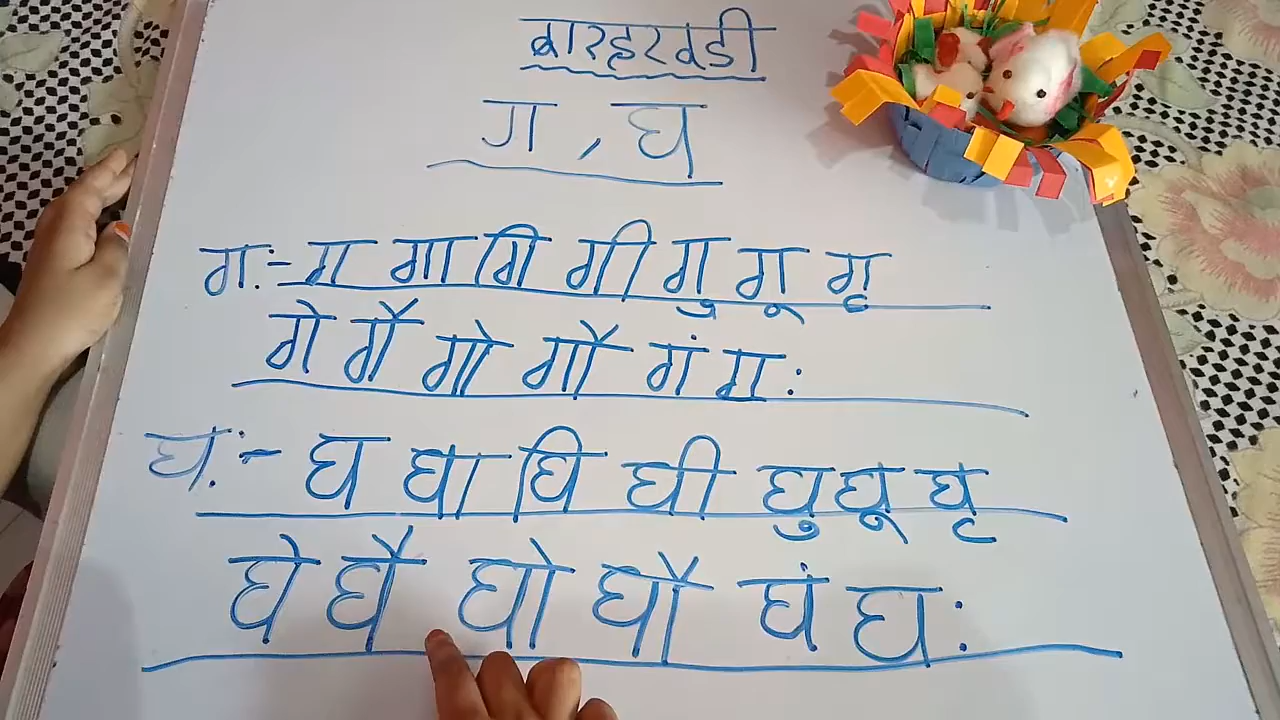 बारहखडी
ग , घ
ग:- ग गा गि गी गु गू गृ
गे गै गो गौ गं ग:
घ:- घ घा घि घी घु घू घृ
घे घै घो घौ घं घ: